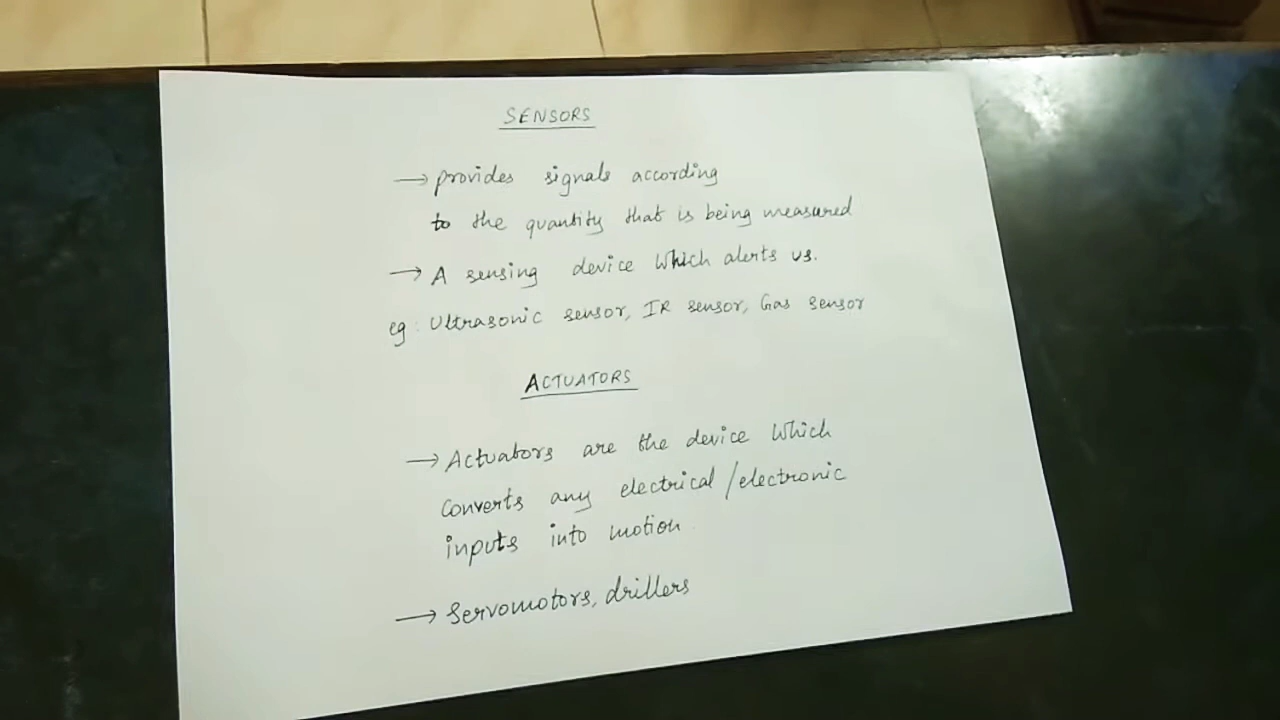 SENSORS
→ provides signals according
to the quantity that is being measured
→ A sensing device which alerts us.
eg: Ultrasonic sensor, IR sensor, Gas sensor
ACTUATORS
→ Actuators are the device which
converts any electrical/electronic
inputs into motion
→ Servomotors, drillers